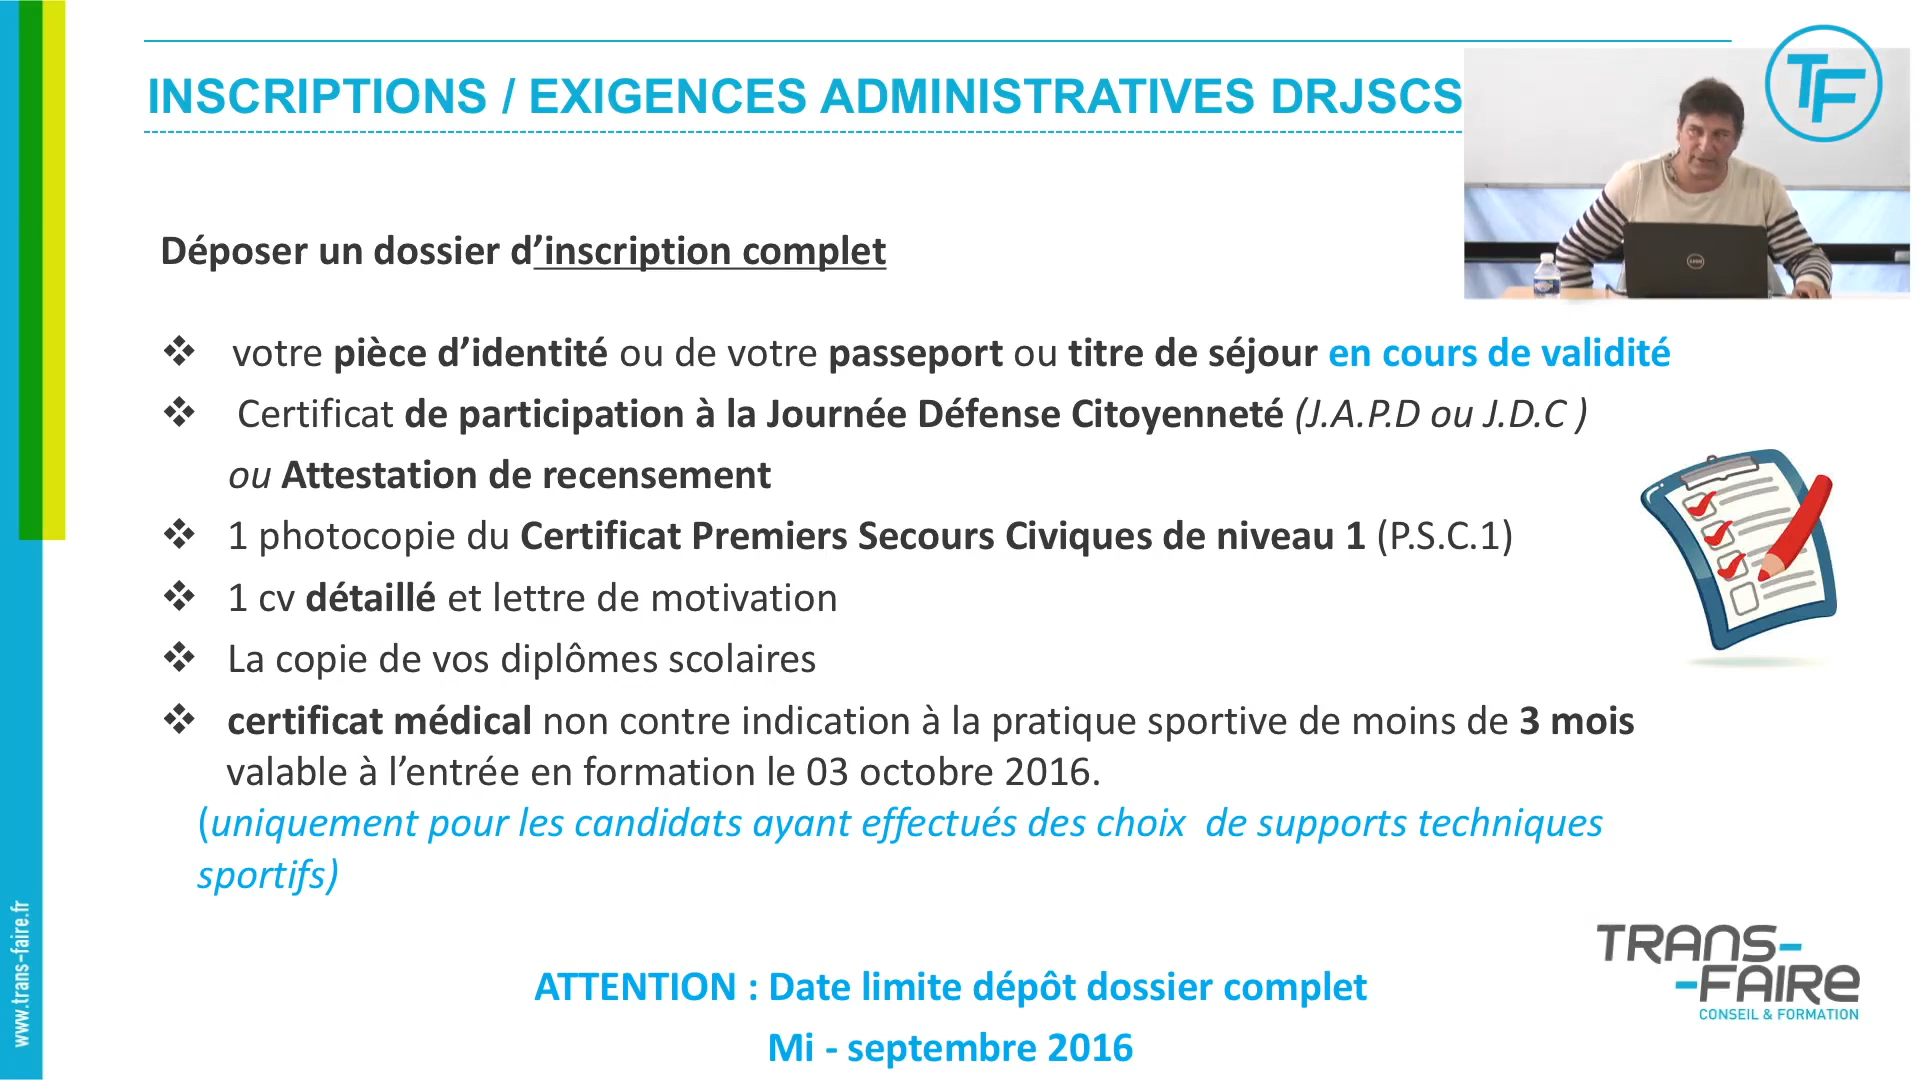 INSCRIPTIONS / EXIGENCES ADMINISTRATIVES DRJSCS
TF
Déposer un dossier d’inscription complet
❖ votre pièce d’identité ou de votre passeport ou titre de séjour en cours de validité
❖ Certificat de participation à la Journée Défense Citoyenneté (J.A.P.D ou J.D.C )
ou Attestation de recensement
❖ 1 photocopie du Certificat Premiers Secours Civiques de niveau 1 (P.S.C.1)
❖ 1 cv détaillé et lettre de motivation
❖ La copie de vos diplômes scolaires
❖ certificat médical non contre indication à la pratique sportive de moins de 3 mois
valable à l’entrée en formation le 03 octobre 2016.
(uniquement pour les candidats ayant effectués des choix de supports techniques
sportifs)
ATTENTION : Date limite dépôt dossier complet
Mi - septembre 2016
www.trans-faire.fr
TRANS-
-FAIRE
CONSEIL & FORMATION